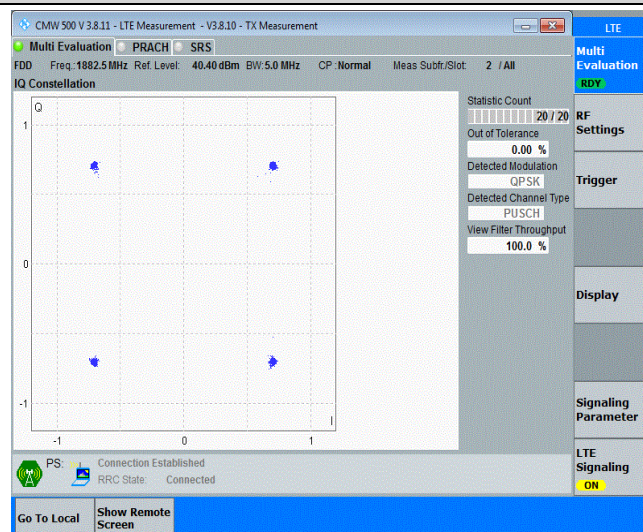 CMW 500 V 3.8.11 - LTE Measurement - V3.8.10 - TX Measurement
LTE
Multi Evaluation PRACH SRS
Multi
Evaluation
RDY
FDD Freq.:1882.5 MHz Ref. Level: 40.40 dBm BW:5.0 MHz CP :Normal Meas Subfr./Slot: 2 / All
IQ Constellation
Q
1
0
-1
I
-1 0 1
Statistic Count
20 / 20
Out of Tolerance
0.00 %
Detected Modulation
QPSK
Detected Channel Type
PUSCH
View Filter Throughput
100.0 %
RF
Settings
Trigger
Display
Signaling
Parameter
LTE
Signaling
ON
PS: Connection Established
RRC State: Connected
Go To Local
Show Remote
Screen